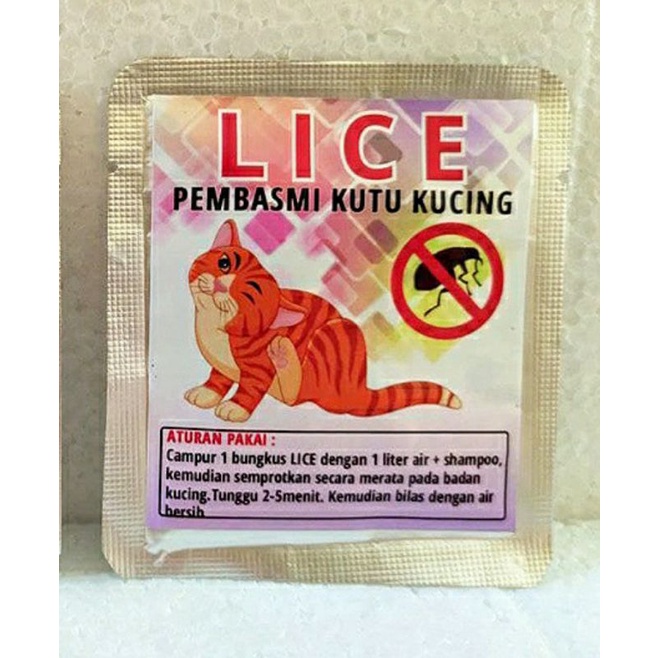 LICE
PEMBASMI KUTU KUCING
ATURAN PAKAI :
Campur 1 bungkus LICE dengan 1 liter air + shampoo,
kemudian semprotkan secara merata pada badan
kucing.Tunggu 2-5menit. Kemudian bilas dengan air
bersih